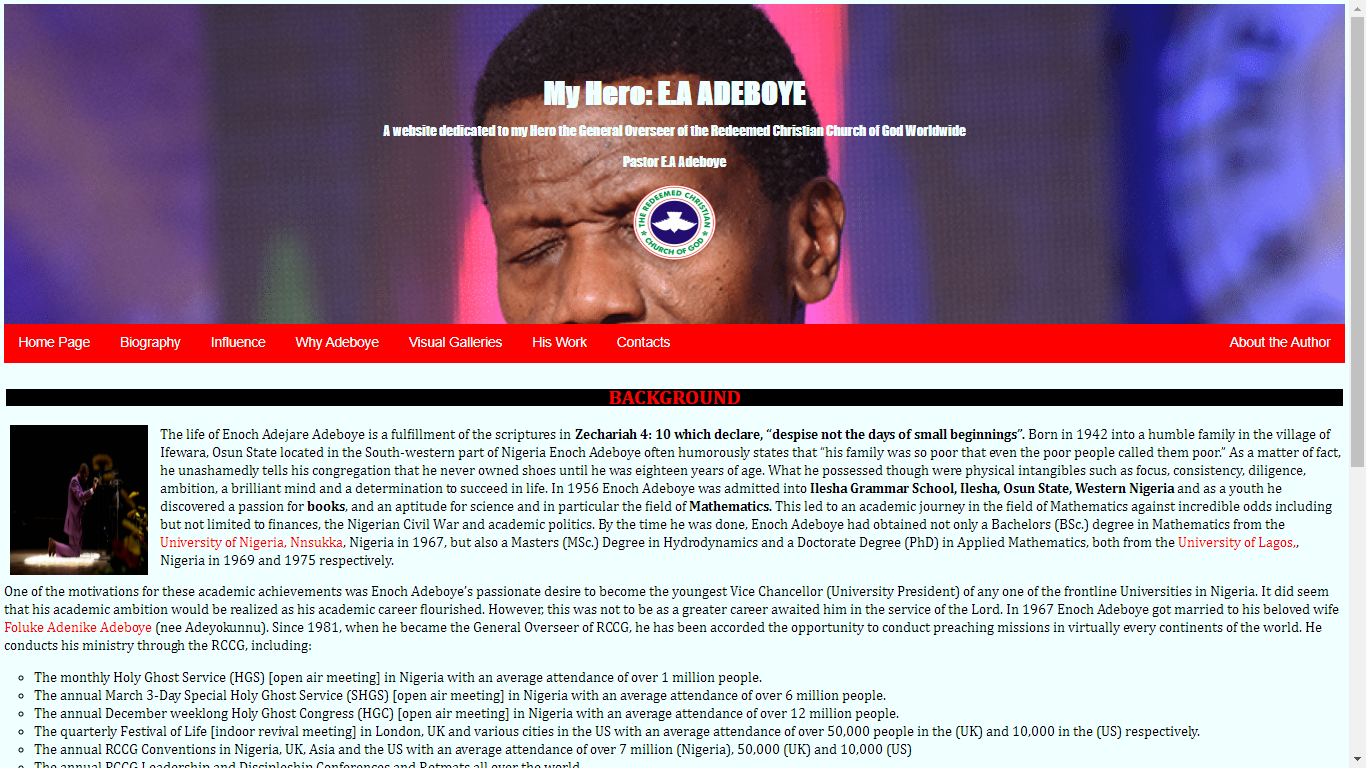 My Hero: E.A ADEBOYE
A website dedicated to my Hero the General Overseer of the Redeemed Christian Church of God Worldwide
Pastor E.A Adeboye
THE REDEEMED CHRISTIAN CHURCH OF GOD
Home Page Biography Influence Why Adeboye Visual Galleries His Work Contacts About the Author
BACKGROUND
The life of Enoch Adejare Adeboye is a fulfillment of the scriptures in Zechariah 4: 10 which declare, “despise not the days of small beginnings”. Born in 1942 into a humble family in the village of
Ifewara, Osun State located in the South-western part of Nigeria Enoch Adeboye often humorously states that “his family was so poor that even the poor people called them poor.” As a matter of fact,
he unashamedly tells his congregation that he never owned shoes until he was eighteen years of age. What he possessed though were physical intangibles such as focus, consistency, diligence,
ambition, a brilliant mind and a determination to succeed in life. In 1956 Enoch Adeboye was admitted into Ilesha Grammar School, Ilesha, Osun State, Western Nigeria and as a youth he
discovered a passion for books, and an aptitude for science and in particular the field of Mathematics. This led to an academic journey in the field of Mathematics against incredible odds including
but not limited to finances, the Nigerian Civil War and academic politics. By the time he was done, Enoch Adeboye had obtained not only a Bachelors (BSc.) degree in Mathematics from the
University of Nigeria, Nnsukka, Nigeria in 1967, but also a Masters (MSc.) Degree in Hydrodynamics and a Doctorate Degree (PhD) in Applied Mathematics, both from the University of Lagos,,
Nigeria in 1969 and 1975 respectively.
One of the motivations for these academic achievements was Enoch Adeboye’s passionate desire to become the youngest Vice Chancellor (University President) of any one of the frontline Universities in Nigeria. It did seem
that his academic ambition would be realized as his academic career flourished. However, this was not to be as a greater career awaited him in the service of the Lord. In 1967 Enoch Adeboye got married to his beloved wife
Foluke Adenike Adeboye (nee Adeyokunnu). Since 1981, when he became the General Overseer of RCCG, he has been accorded the opportunity to conduct preaching missions in virtually every continents of the world. He
conducts his ministry through the RCCG, including:
The monthly Holy Ghost Service (HGS) [open air meeting] in Nigeria with an average attendance of over 1 million people.
The annual March 3-Day Special Holy Ghost Service (SHGS) [open air meeting] in Nigeria with an average attendance of over 6 million people.
The annual December weeklong Holy Ghost Congress (HGC) [open air meeting] in Nigeria with an average attendance of over 12 million people.
The quarterly Festival of Life [indoor revival meeting] in London, UK and various cities in the US with an average attendance of over 50,000 people in the (UK) and 10,000 in the (US) respectively.
The annual RCCG Conventions in Nigeria, UK, Asia and the US with an average attendance of over 7 million (Nigeria), 50,000 (UK) and 10,000 (US)
The annual RCCG Leadership and Discipleship Conferences and Retreats all over the world